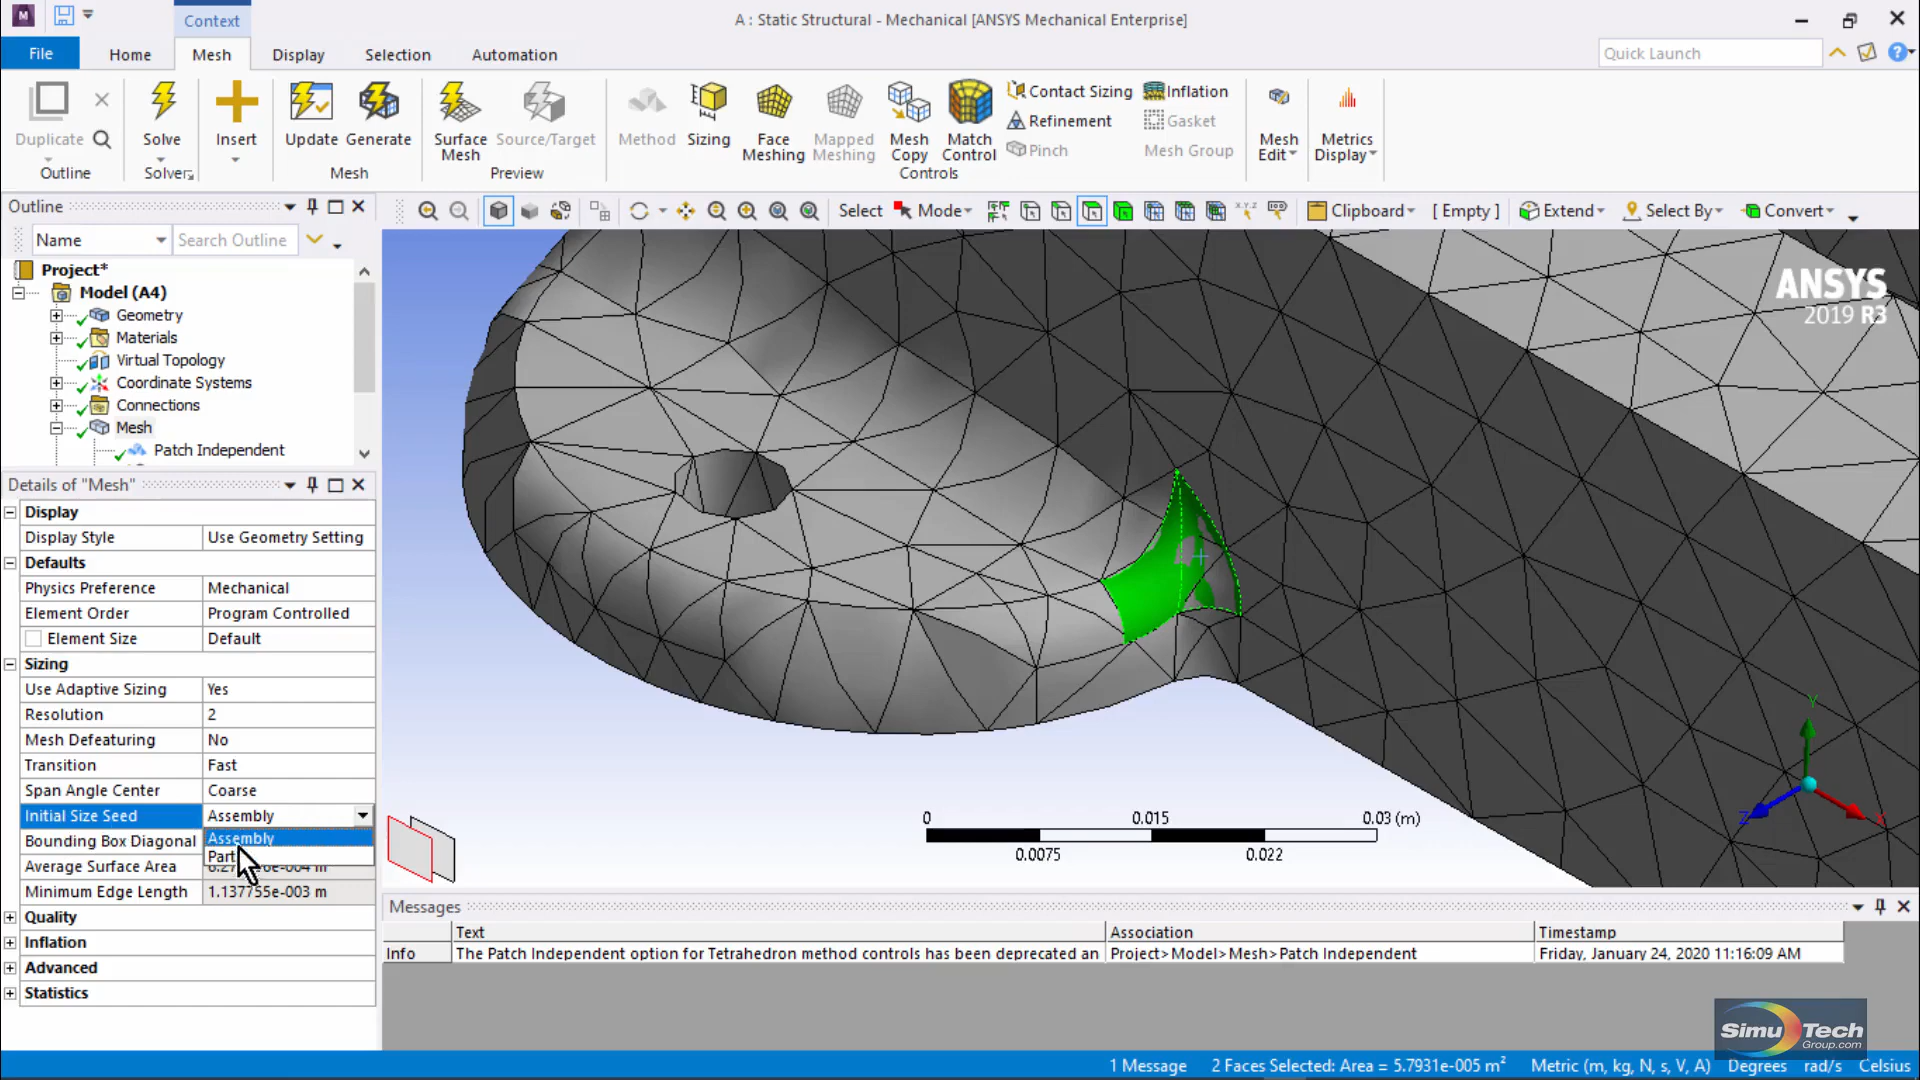 M
Context
A : Static Structural - Mechanical [ANSYS Mechanical Enterprise]
File
Home
Mesh
Display
Selection
Automation
Quick Launch
Duplicate
Outline
Solve
Solver
Insert
Update
Generate
Mesh
Surface Mesh
Source/Target
Preview
Method
Sizing
Face Meshing
Mapped Meshing
Mesh Copy
Match Control
Contact Sizing
Refinement
Pinch
Inflation
Gasket
Mesh Group
Controls
Mesh Edit
Metrics Display
Outline
Name
Search Outline
Project*
Model (A4)
Geometry
Materials
Virtual Topology
Coordinate Systems
Connections
Mesh
Patch Independent
Select
Mode
Clipboard
[ Empty ]
Extend
Select By
Convert
Details of "Mesh"
Display
Display Style Use Geometry Setting
Defaults
Physics Preference Mechanical
Element Order Program Controlled
Element Size Default
Sizing
Use Adaptive Sizing Yes
Resolution 2
Mesh Defeaturing No
Transition Fast
Span Angle Center Coarse
Initial Size Seed Assembly
Bounding Box Diagonal Assembly
Part
Average Surface Area
Minimum Edge Length 1.137755e-003 m
Quality
Inflation
Advanced
Statistics
ANSYS
2019 R3
0 0.015 0.03 (m)
0.0075 0.022
Y
Z
X
Messages
Text Association Timestamp
Info The Patch Independent option for Tetrahedron method controls has been deprecated an Project>Model>Mesh>Patch Independent Friday, January 24, 2020 11:16:09 AM
SimuTech
Group.com
1 Message 2 Faces Selected: Area = 5.7931e-005 m² Metric (m, kg, N, s, V, A) Degrees rad/s Celsius